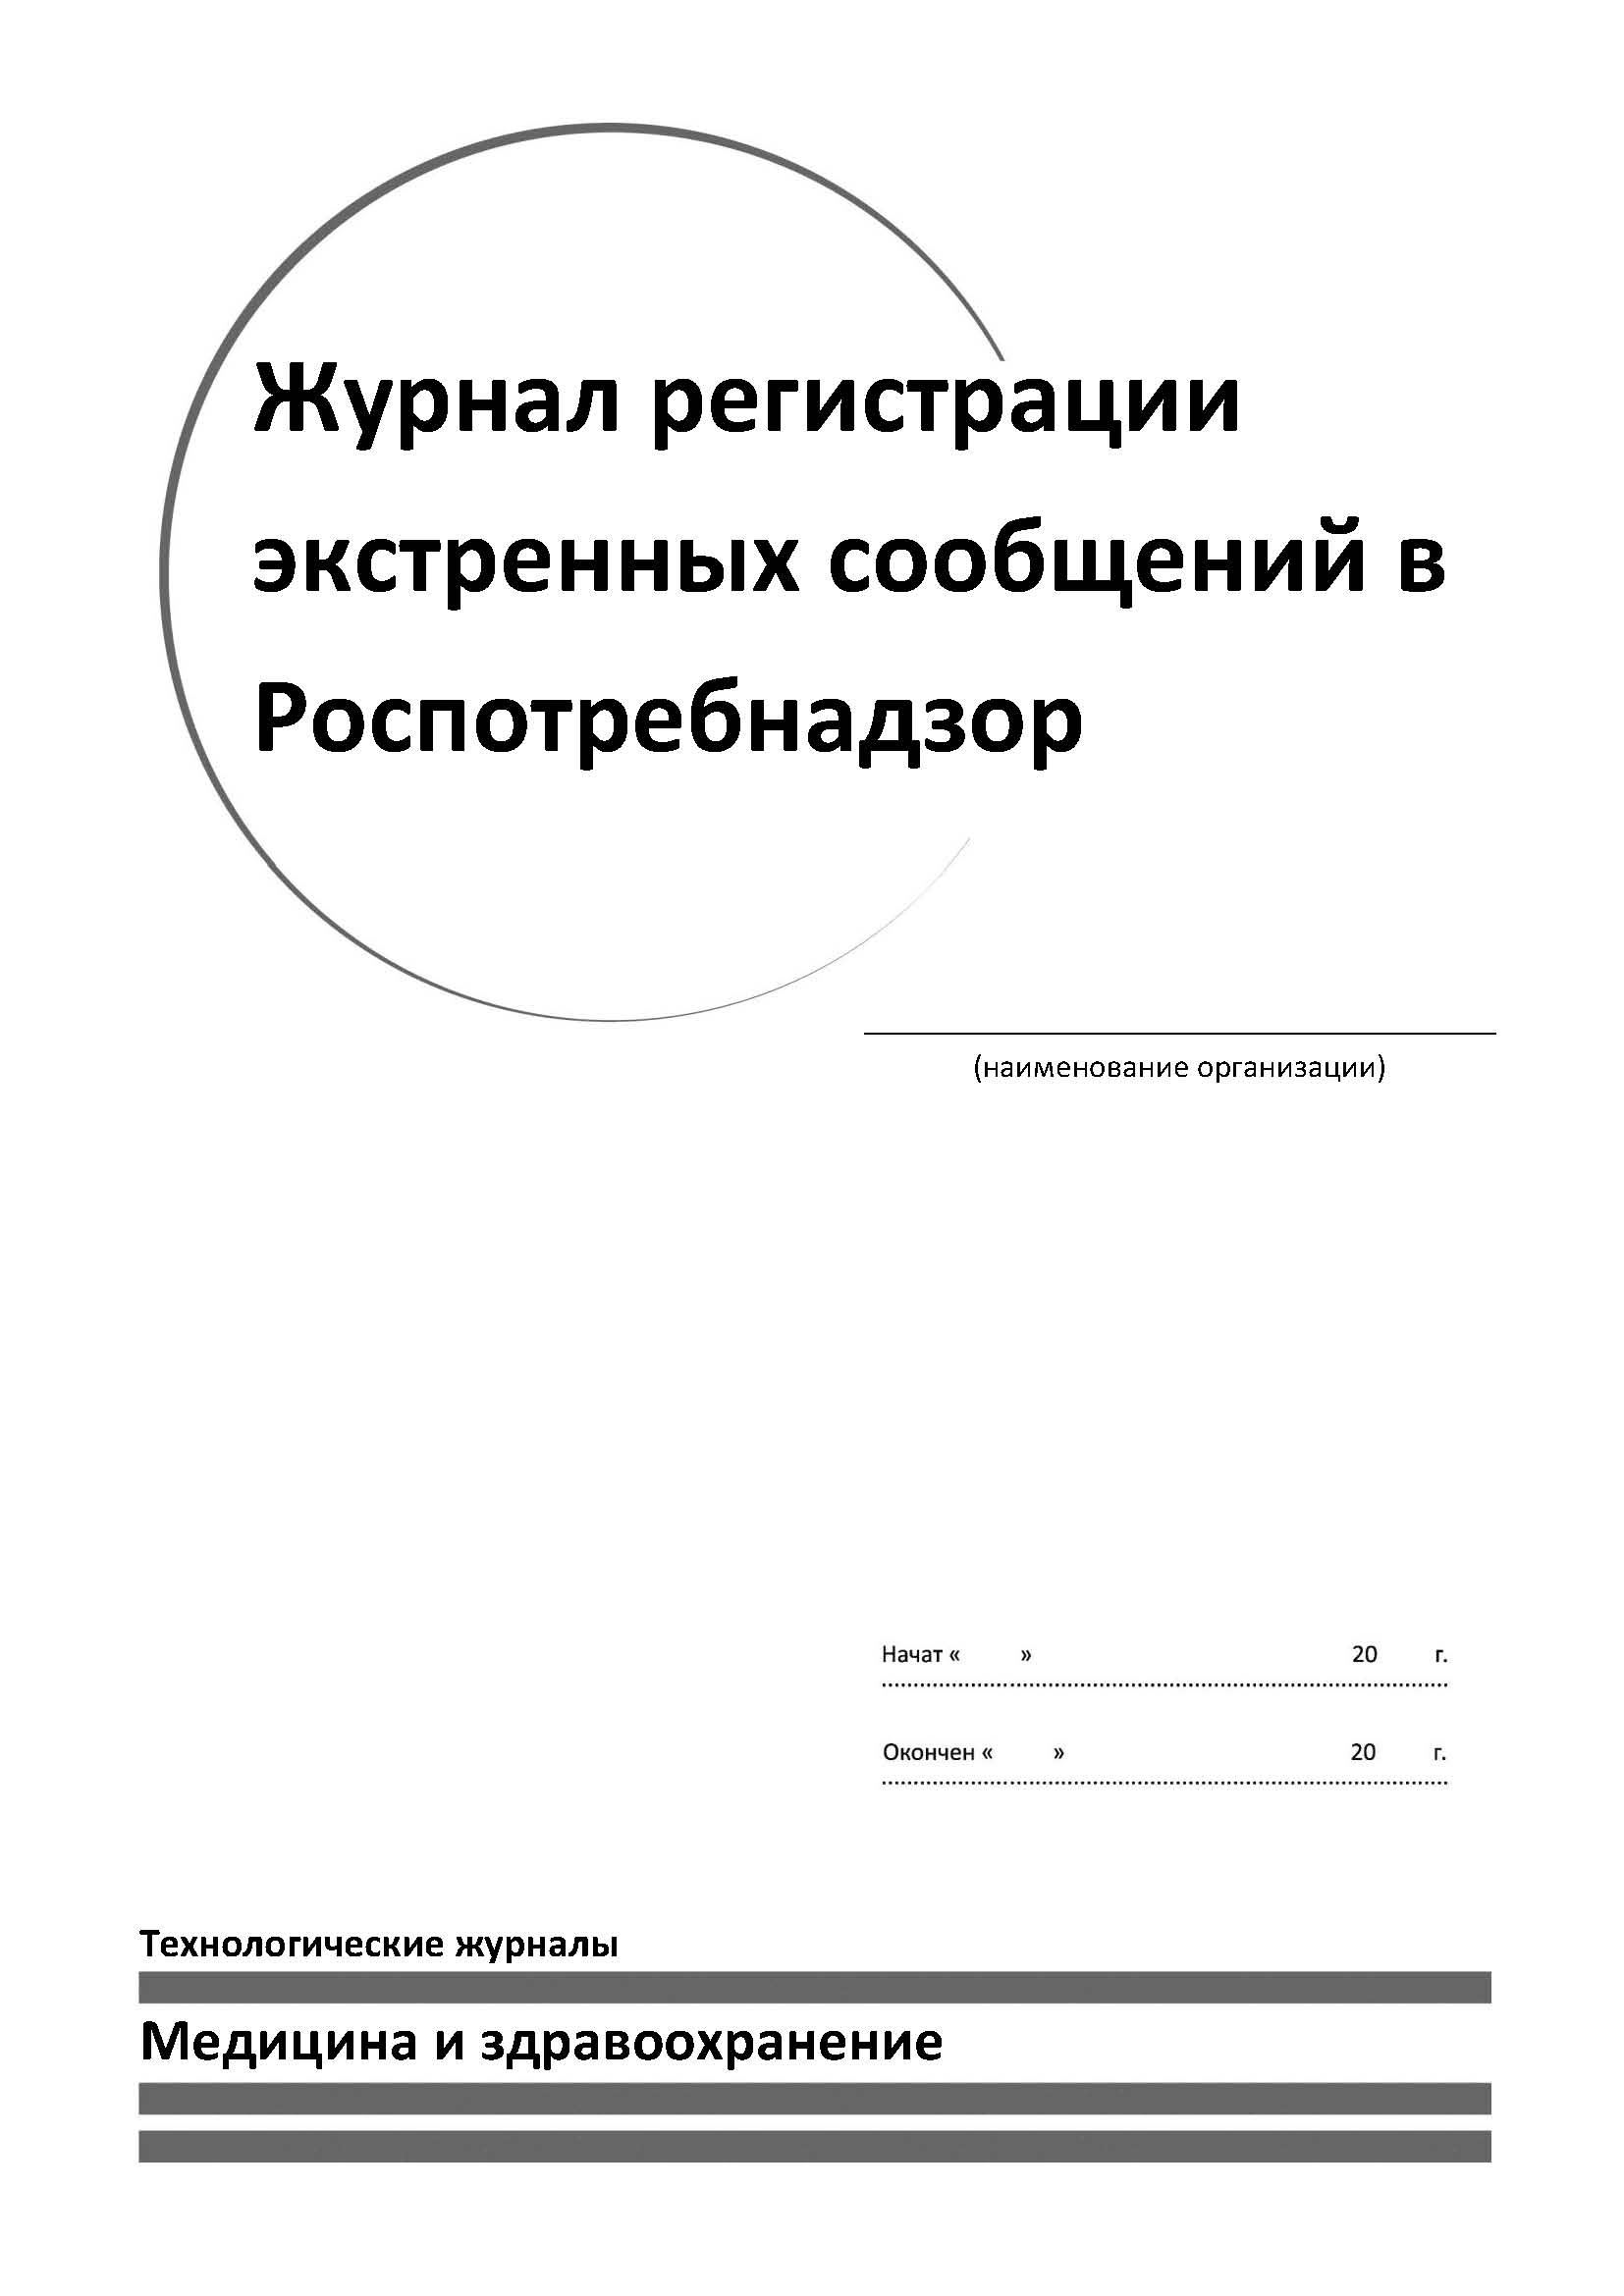 Журнал регистрации
экстренных сообщений в
Роспотребнадзор
(наименование организации)
Начат « » 20 г.
Окончен « » 20 г.
Технологические журналы
Медицина и здравоохранение